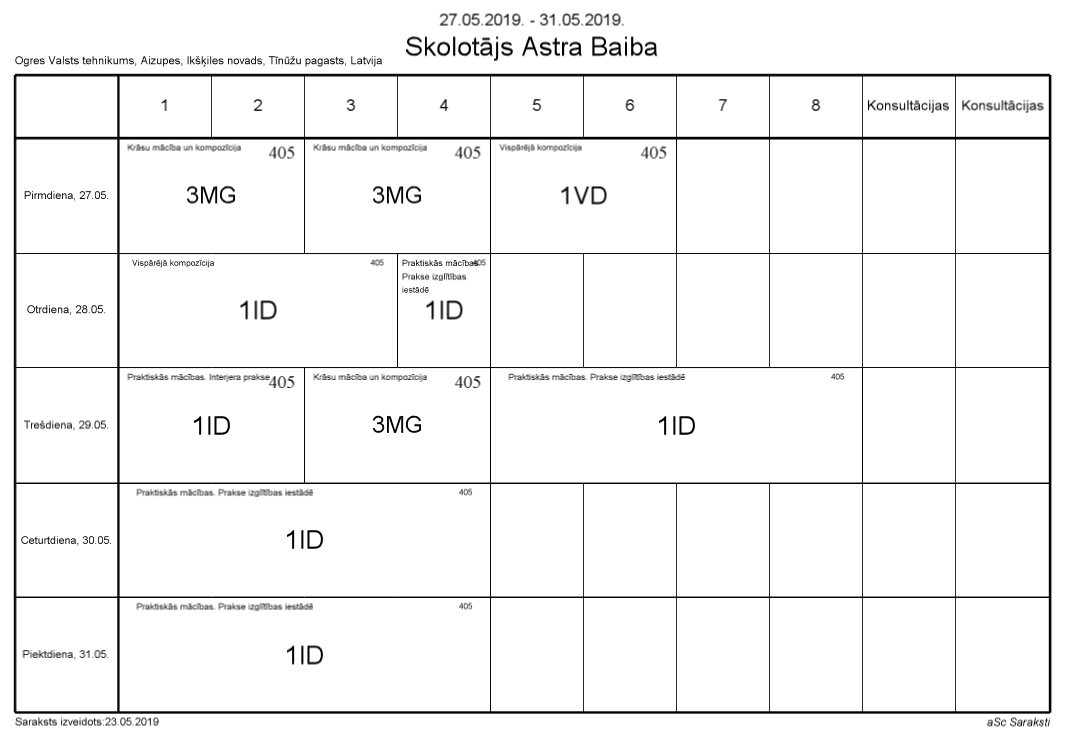 27.05.2019. - 31.05.2019.
Skolotājs Astra Baiba
Ogres Valsts tehnikums, Aizupes, Ikšķiles novads, Tīnūžu pagasts, Latvija
1 2 3 4 5 6 7 8 Konsultācijas Konsultācijas
Pirmdiena, 27.05.
Krāsu mācība un kompozīcija 405
3MG
Krāsu mācība un kompozīcija 405
3MG
Vispārējā kompozīcija 405
1VD
Otrdiena, 28.05.
Vispārējā kompozīcija 405
1ID
Praktiskās mācības. 405
Prakse izglītības
iestādē
1ID
Trešdiena, 29.05.
Praktiskās mācības. Interjera prakse 405
1ID
Krāsu mācība un kompozīcija 405
3MG
Praktiskās mācības. Prakse izglītības iestādē 405
1ID
Ceturtdiena, 30.05.
Praktiskās mācības. Prakse izglītības iestādē 405
1ID
Piektdiena, 31.05.
Praktiskās mācības. Prakse izglītības iestādē 405
1ID
Saraksts izveidots:23.05.2019
aSc Saraksti